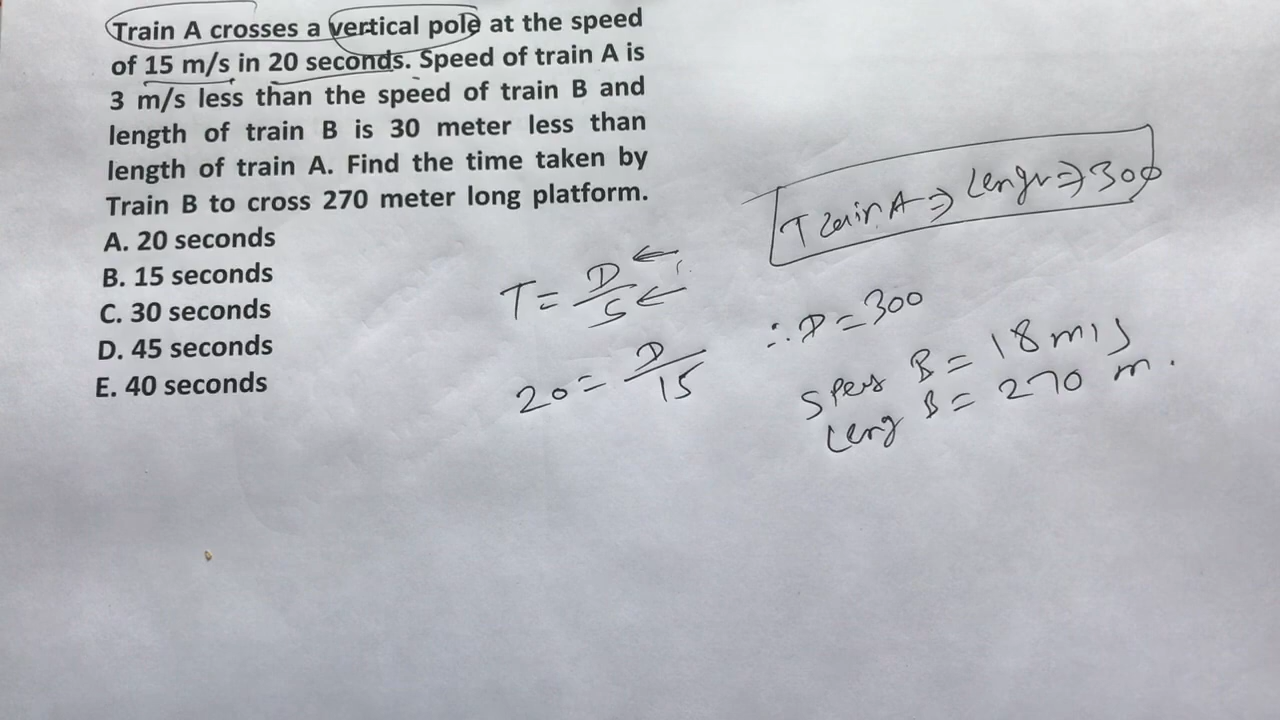 Train A crosses a vertical pole at the speed
of 15 m/s in 20 seconds. Speed of train A is
3 m/s less than the speed of train B and
length of train B is 30 meter less than
length of train A. Find the time taken by
Train B to cross 270 meter long platform.
A. 20 seconds
B. 15 seconds
C. 30 seconds
D. 45 seconds
E. 40 seconds
T = D/S
20 = D/15
Train A ⇒ Length ⇒ 300
∴ D = 300
Speed B = 18 m/s
Leng B = 270 m.